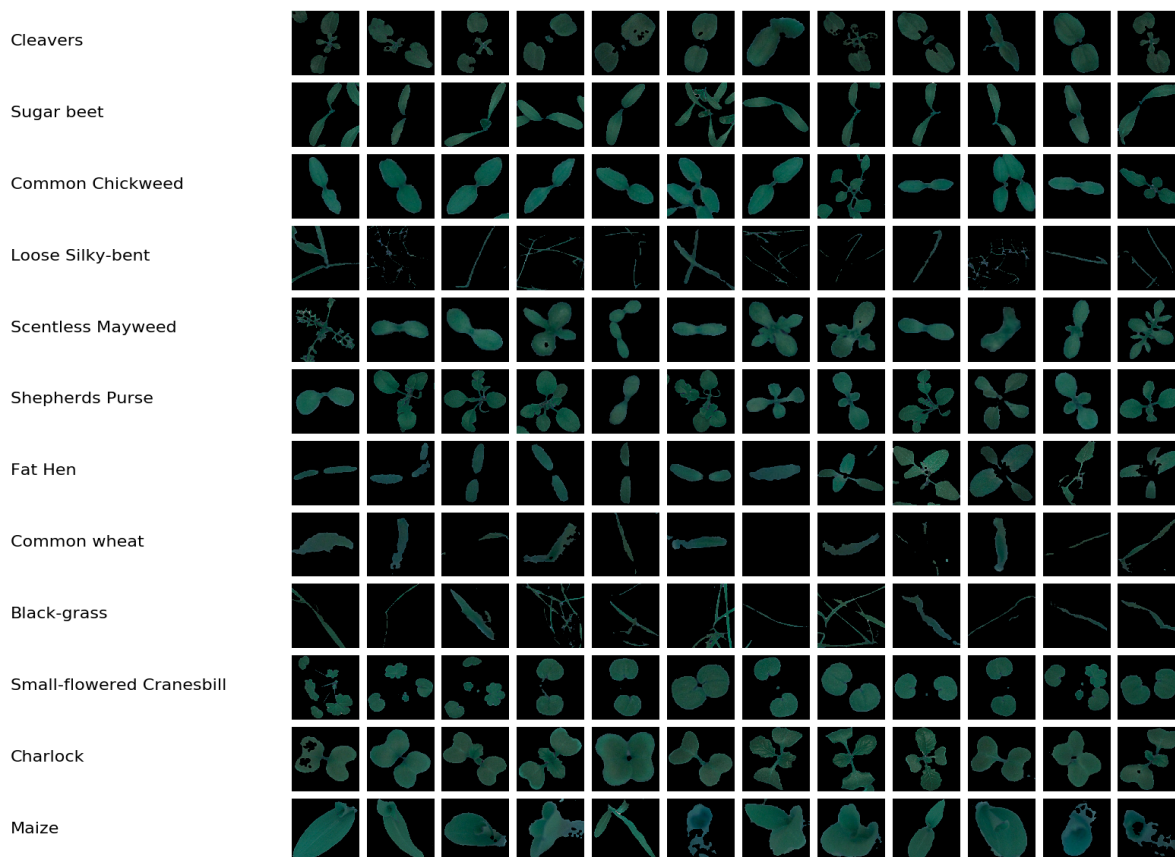 Cleavers
Sugar beet
Common Chickweed
Loose Silky-bent
Scentless Mayweed
Shepherds Purse
Fat Hen
Common wheat
Black-grass
Small-flowered Cranesbill
Charlock
Maize